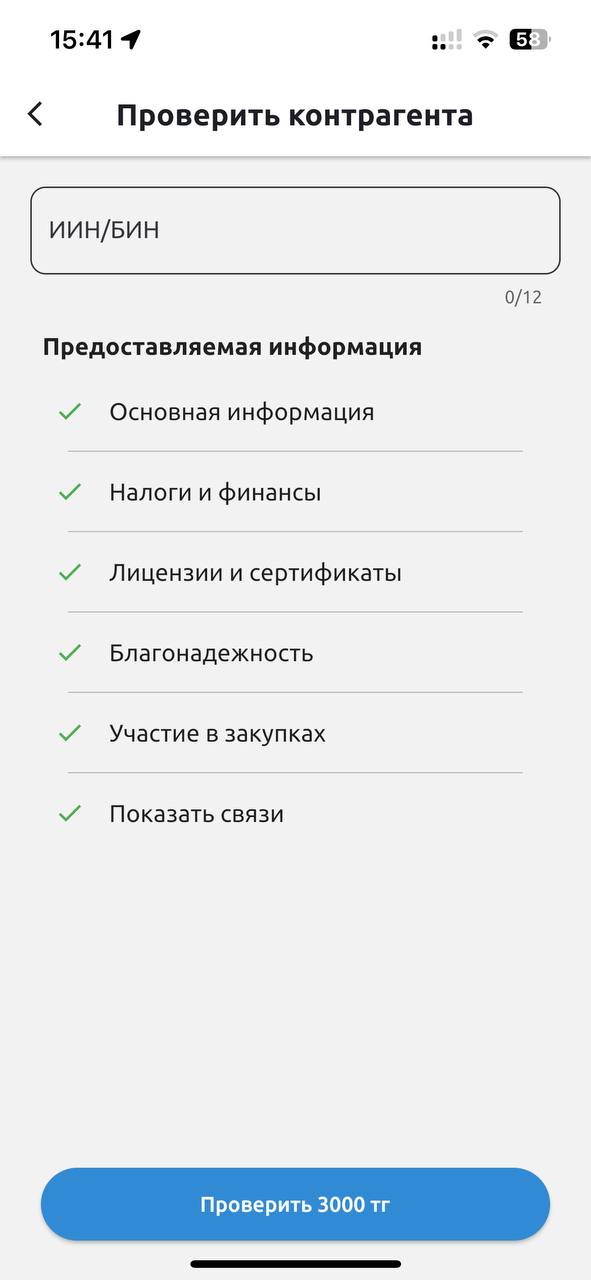 15:41
58
Проверить контрагента
ИИН/БИН
0/12
Предоставляемая информация
Основная информация
Налоги и финансы
Лицензии и сертификаты
Благонадежность
Участие в закупках
Показать связи
Проверить 3000 тг